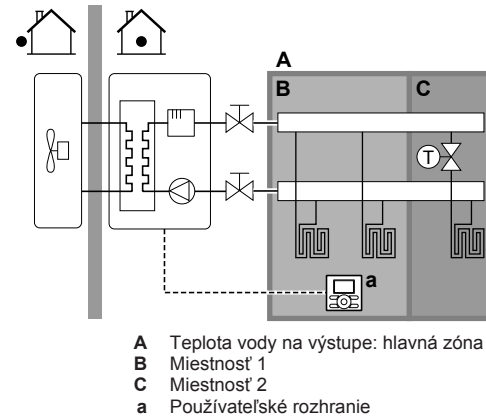 A
B C
T
a
A Teplota vody na výstupe: hlavná zóna
B Miestnosť 1
C Miestnosť 2
a Používateľské rozhranie